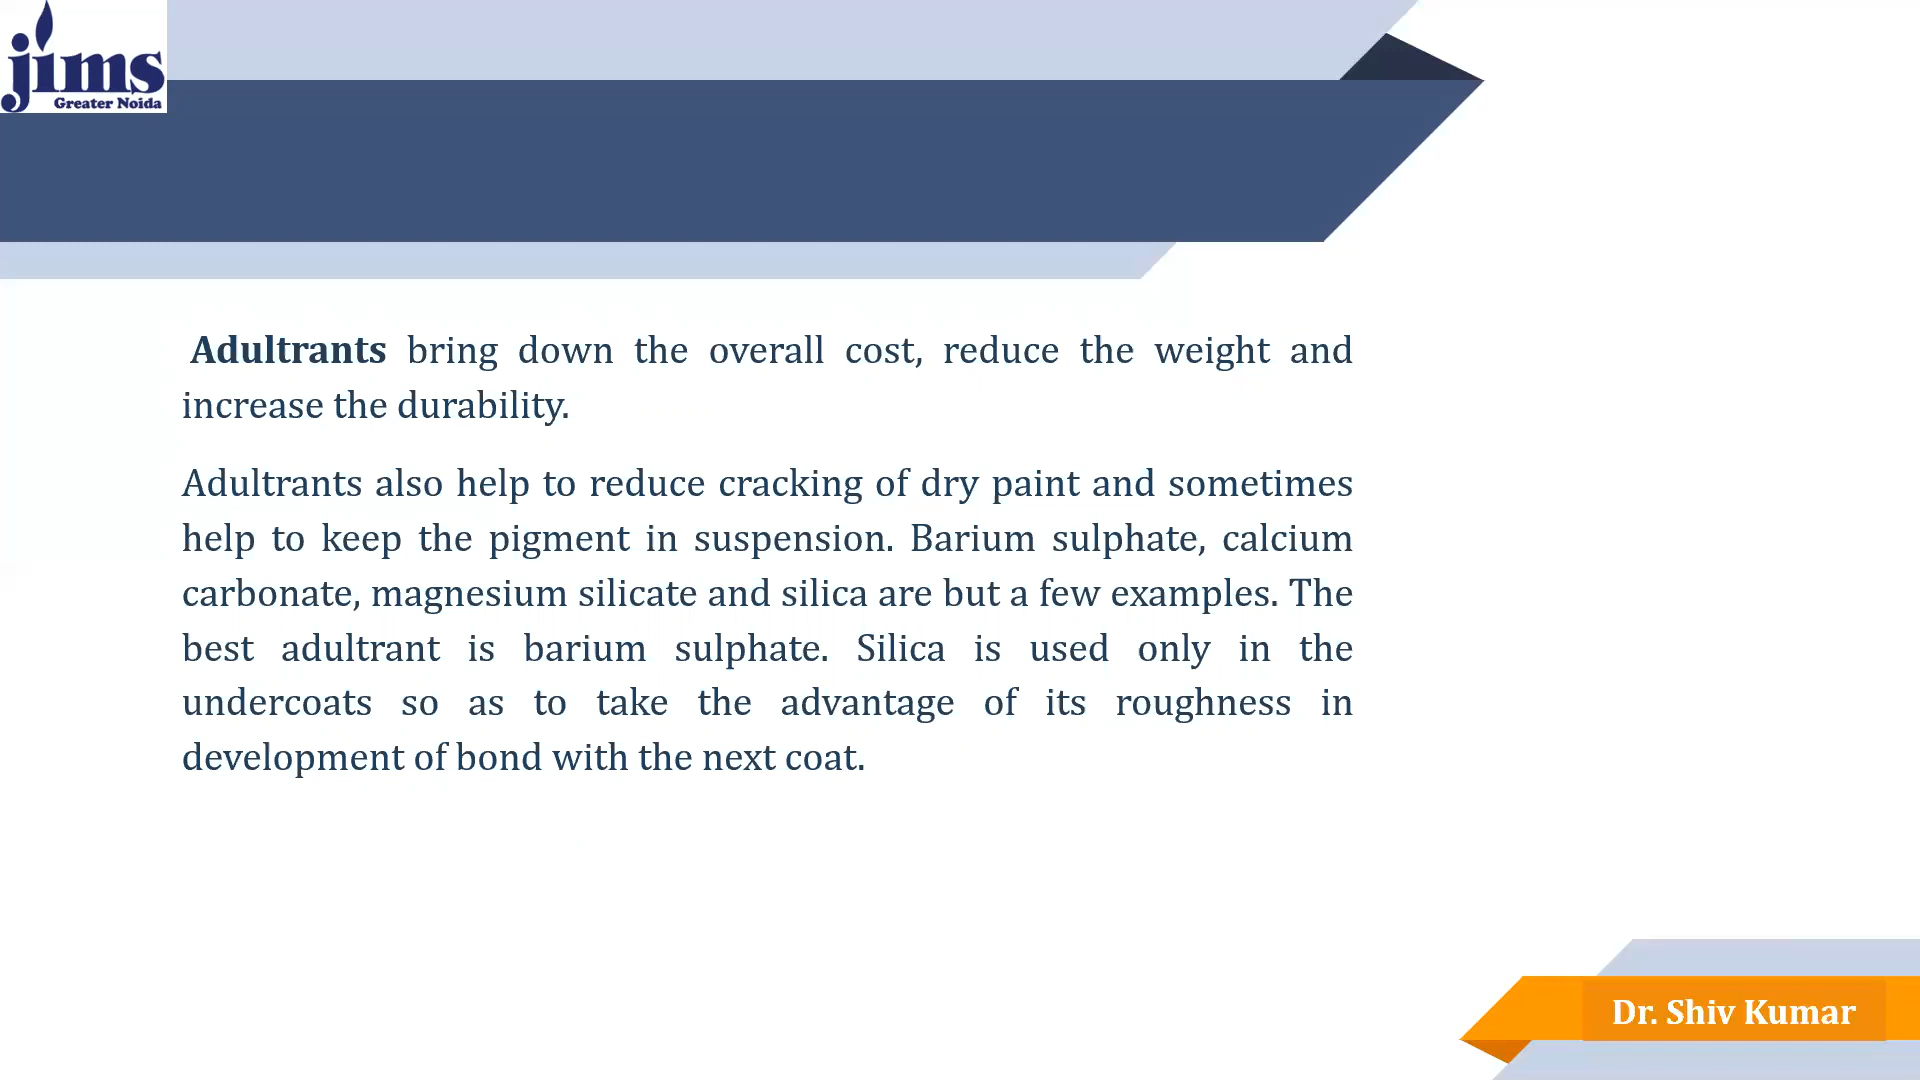 jims
Greater Noida
Adultrants bring down the overall cost, reduce the weight and
increase the durability.
Adultrants also help to reduce cracking of dry paint and sometimes
help to keep the pigment in suspension. Barium sulphate, calcium
carbonate, magnesium silicate and silica are but a few examples. The
best adultrant is barium sulphate. Silica is used only in the
undercoats so as to take the advantage of its roughness in
development of bond with the next coat.
Dr. Shiv Kumar